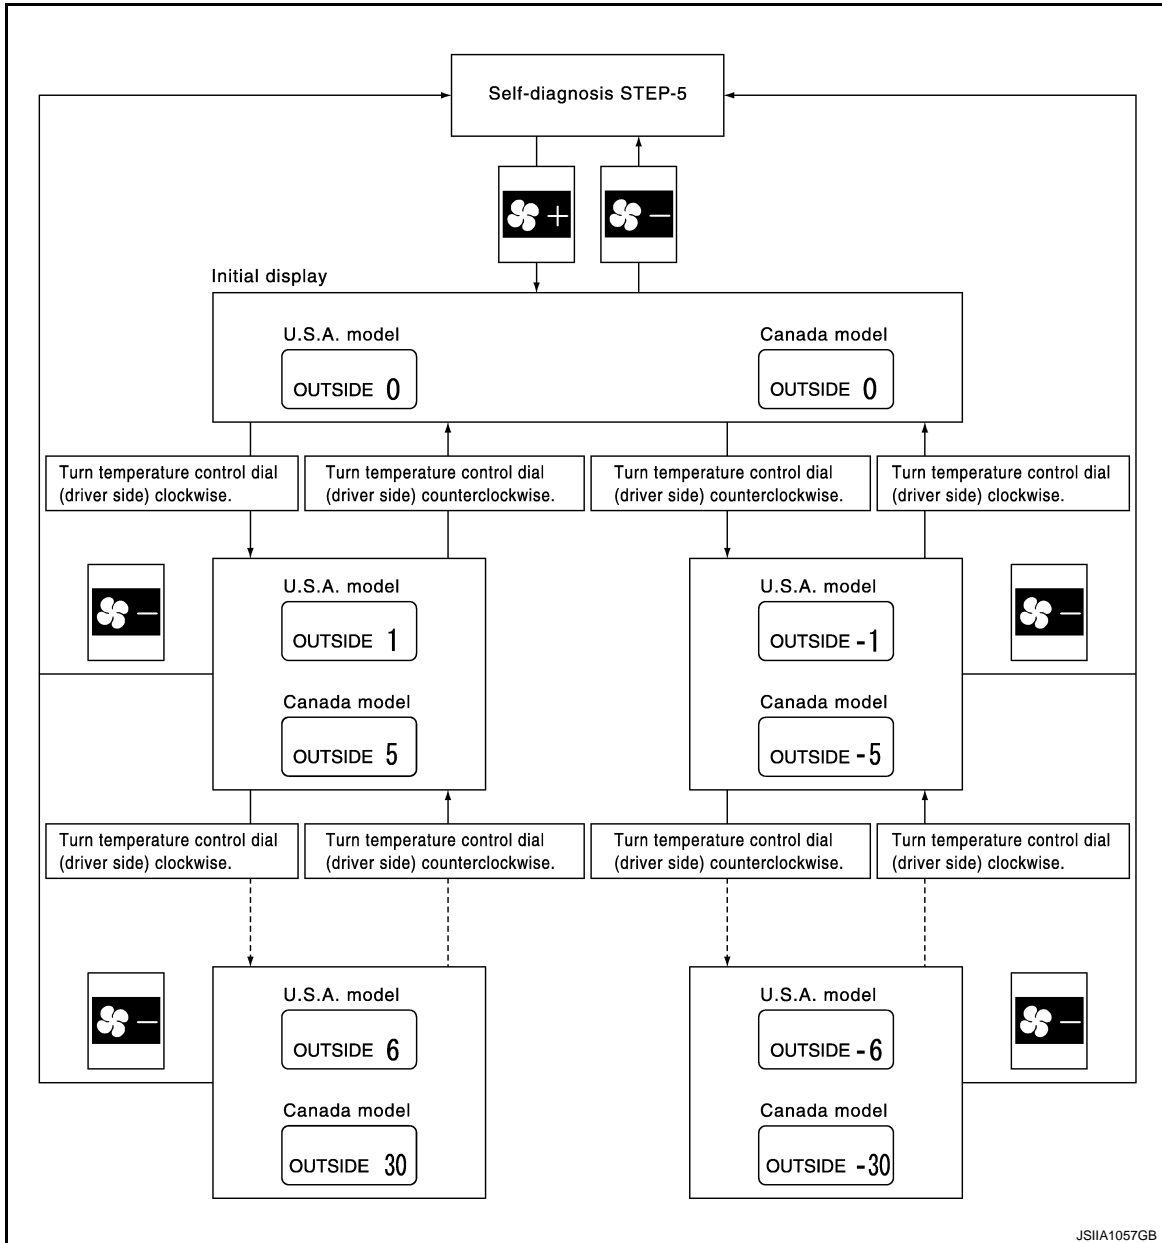 Self-diagnosis STEP-5
+
−
Initial display
U.S.A. model
Canada model
OUTSIDE 0
OUTSIDE 0
Turn temperature control dial
(driver side) clockwise.
Turn temperature control dial
(driver side) counterclockwise.
Turn temperature control dial
(driver side) counterclockwise.
Turn temperature control dial
(driver side) clockwise.
−
U.S.A. model
OUTSIDE 1
Canada model
OUTSIDE 5
U.S.A. model
OUTSIDE -1
Canada model
OUTSIDE -5
−
Turn temperature control dial
(driver side) clockwise.
Turn temperature control dial
(driver side) counterclockwise.
Turn temperature control dial
(driver side) counterclockwise.
Turn temperature control dial
(driver side) clockwise.
−
U.S.A. model
OUTSIDE 6
Canada model
OUTSIDE 30
U.S.A. model
OUTSIDE -6
Canada model
OUTSIDE -30
−
JSIIA1057GB